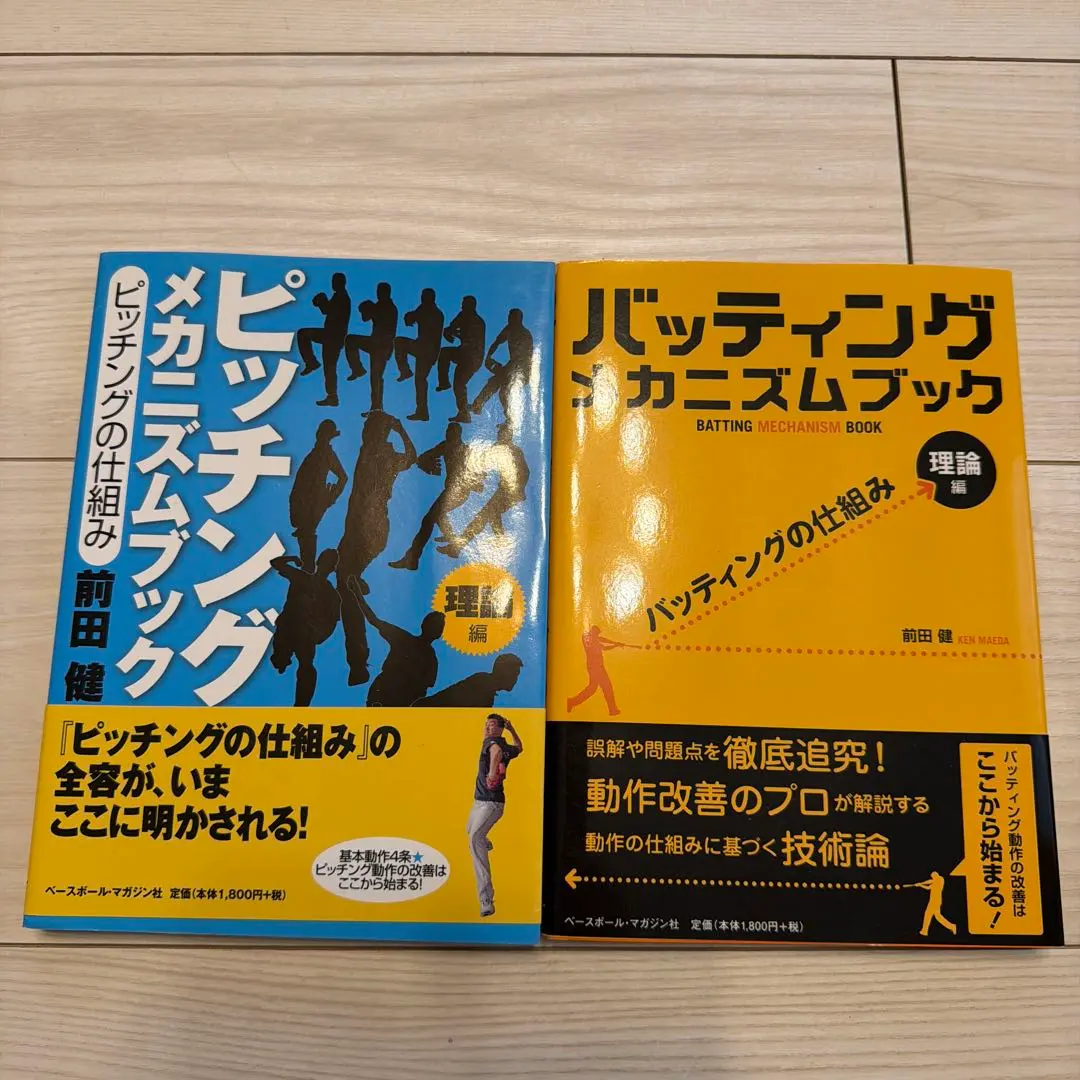 ピッチング
メカニズムブック
ピッチングの仕組み
前田 健
理論
編
『ピッチングの仕組み』の
全容が、いま
ここに明かされる!
基本動作4条★
ピッチング動作の改善は
ここから始まる!
ベースボール・マガジン社 定価(本体1,800円+税)
バッティング
メカニズムブック
BATTING MECHANISM BOOK
理論
編
バッティングの仕組み
前田 健 KEN MAEDA
誤解や問題点を徹底追究!
動作改善のプロが解説する
動作の仕組みに基づく技術論
バッティング動作の改善は
ここから始まる!
ベースボール・マガジン社 定価(本体1,800円+税)